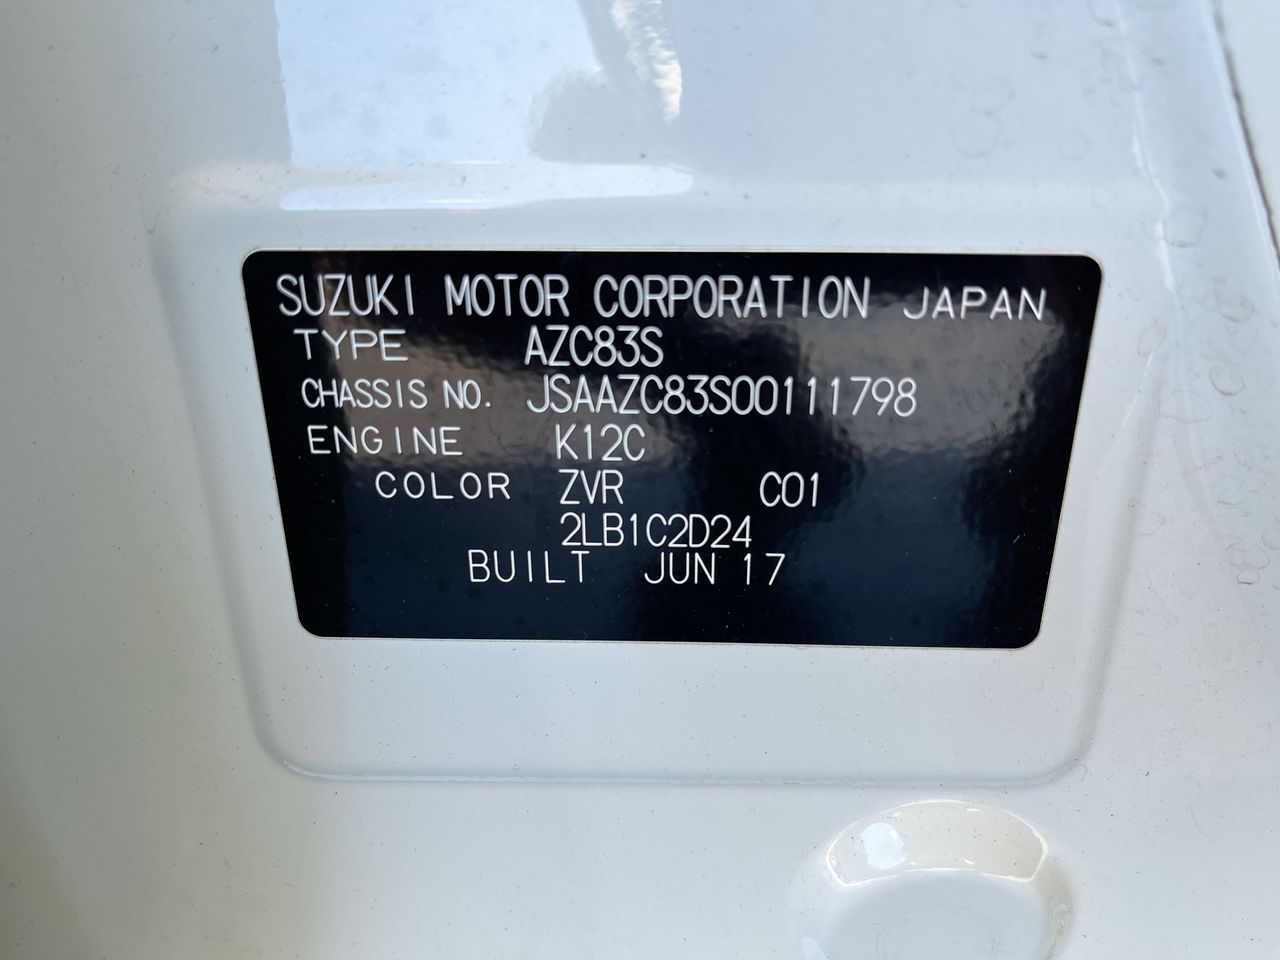 SUZUKI MOTOR CORPORATION JAPAN
TYPE AZC83S
CHASSIS NO. JSAAZC83S00111798
ENGINE K12C
COLOR ZVR C01
2LB1C2D24
BUILT JUN 17